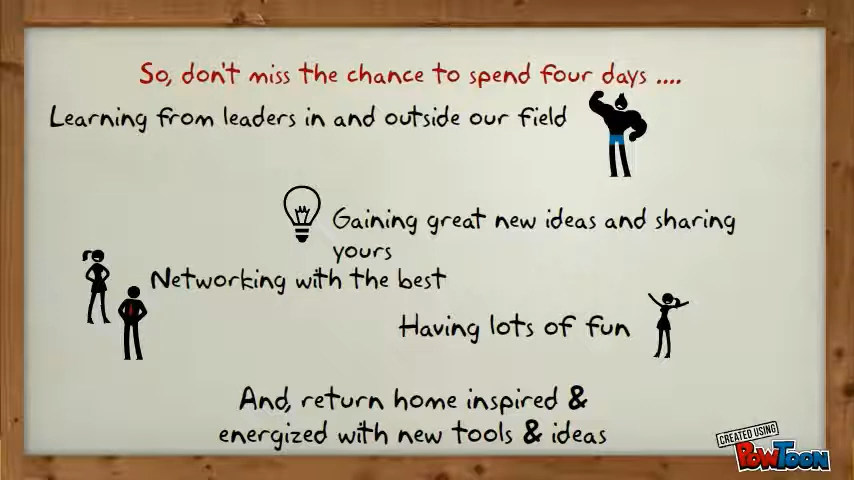 So, don't miss the chance to spend four days ....
Learning from leaders in and outside our field
Gaining great new ideas and sharing
yours
Networking with the best
Having lots of fun
And, return home inspired &
energized with new tools & ideas
CREATED USING
POWTOON